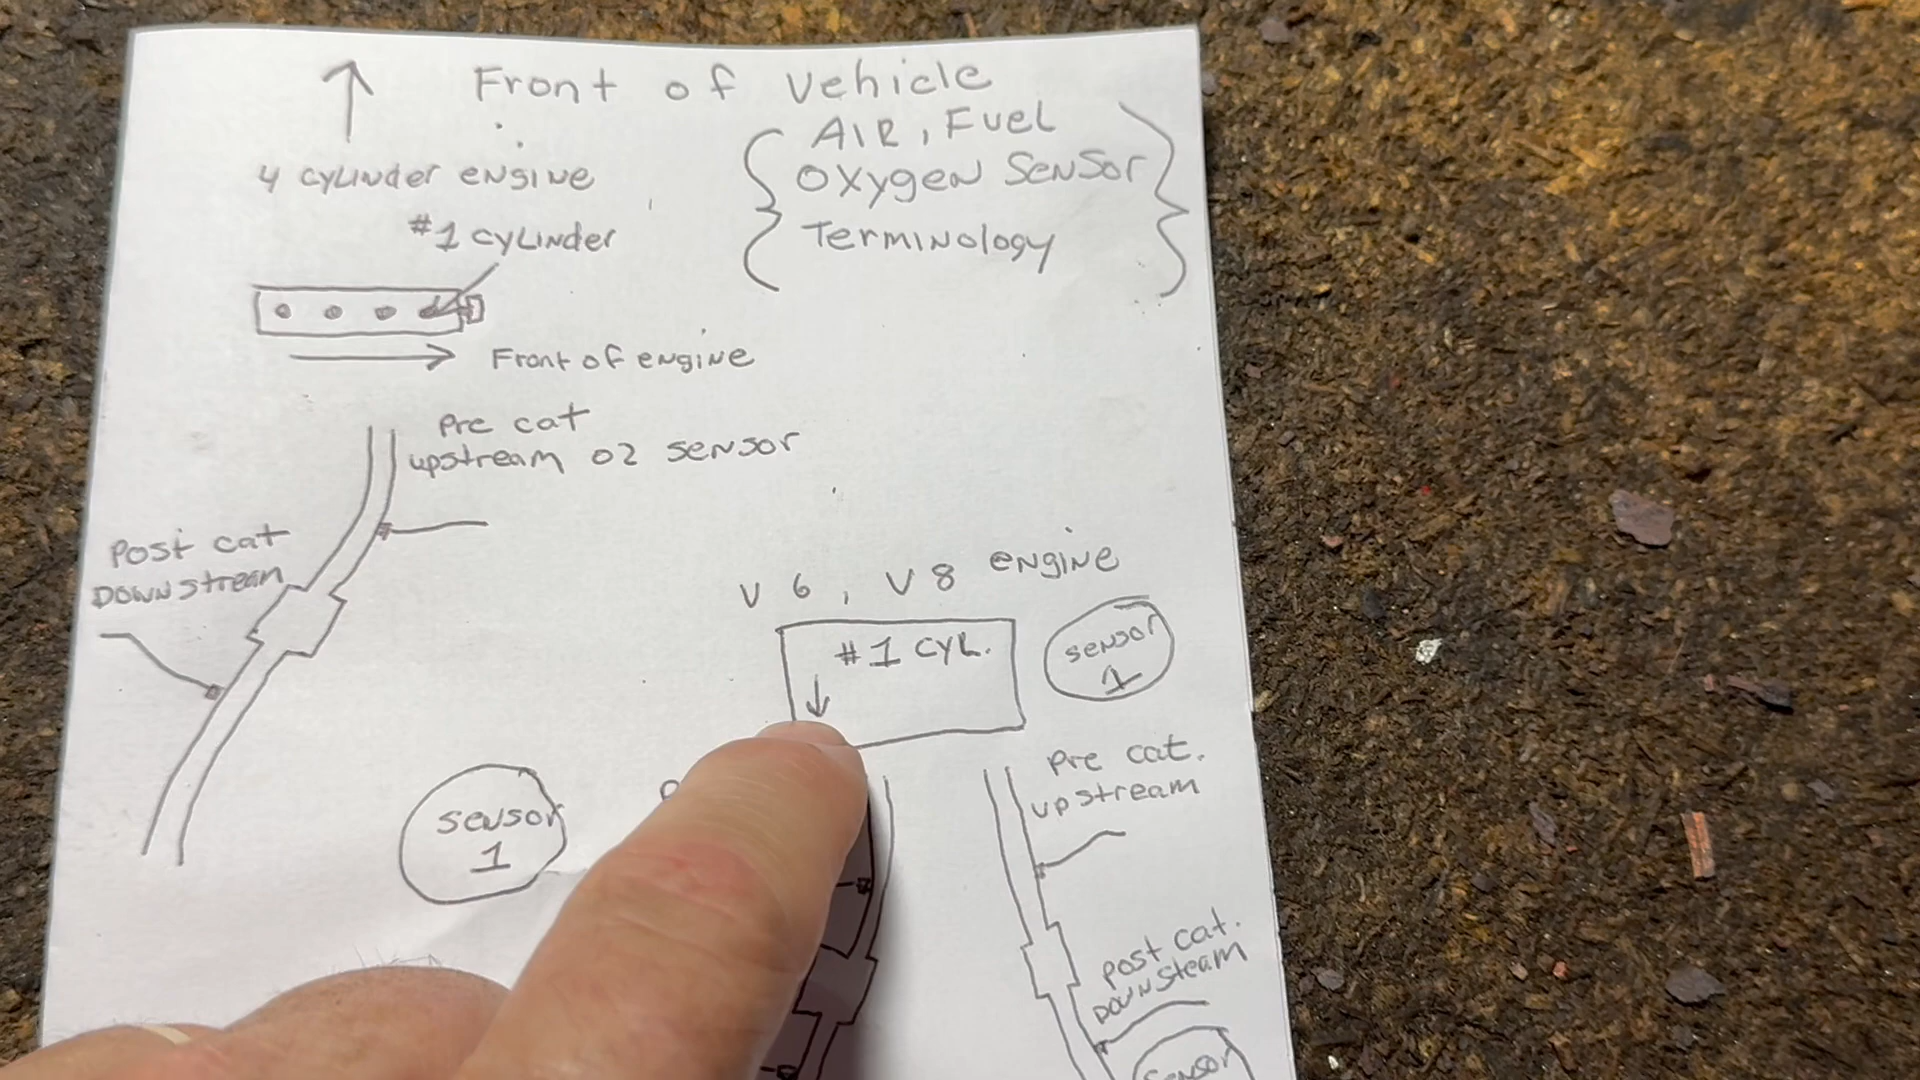 Front of vehicle
AIR, Fuel
Oxygen Sensor
Terminology
4 cylinder engine
#1 cylinder
Front of engine
Pre cat
upstream O2 sensor
Post cat
Downstream
V6, V8 engine
#1 CYL.
sensor
1
sensor
1
Pre cat.
upstream
post cat.
Downsteam
Sensor